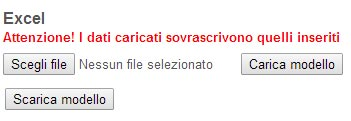 Excel
Attenzione! I dati caricati sovrascrivono quelli inseriti
Scegli file Nessun file selezionato Carica modello
Scarica modello